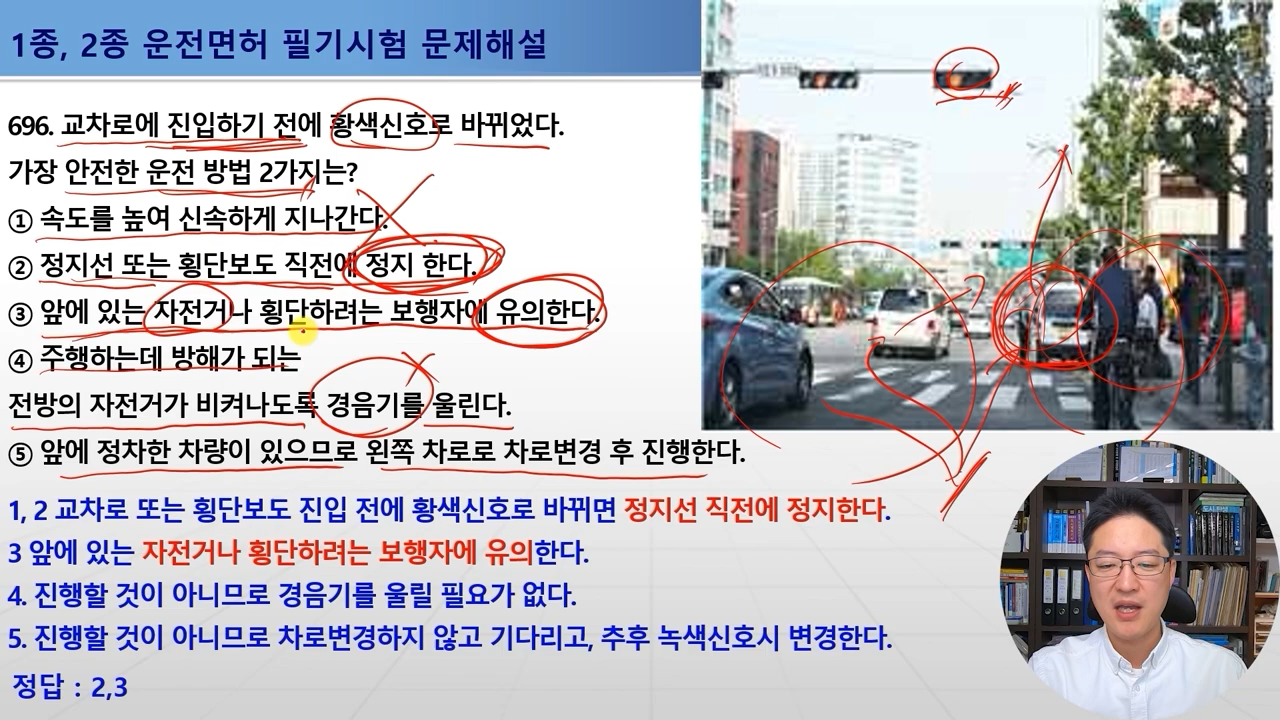 1종, 2종 운전면허 필기시험 문제해설
696. 교차로에 진입하기 전에 황색신호로 바뀌었다.
가장 안전한 운전 방법 2가지는?
① 속도를 높여 신속하게 지나간다.
② 정지선 또는 횡단보도 직전에 정지 한다.
③ 앞에 있는 자전거나 횡단하려는 보행자에 유의한다.
④ 주행하는데 방해가 되는
전방의 자전거가 비켜나도록 경음기를 울린다.
⑤ 앞에 정차한 차량이 있으므로 왼쪽 차로로 차로변경 후 진행한다.
1, 2 교차로 또는 횡단보도 진입 전에 황색신호로 바뀌면 정지선 직전에 정지한다.
3 앞에 있는 자전거나 횡단하려는 보행자에 유의한다.
4. 진행할 것이 아니므로 경음기를 울릴 필요가 없다.
5. 진행할 것이 아니므로 차로변경하지 않고 기다리고, 추후 녹색신호시 변경한다.
정답 : 2,3